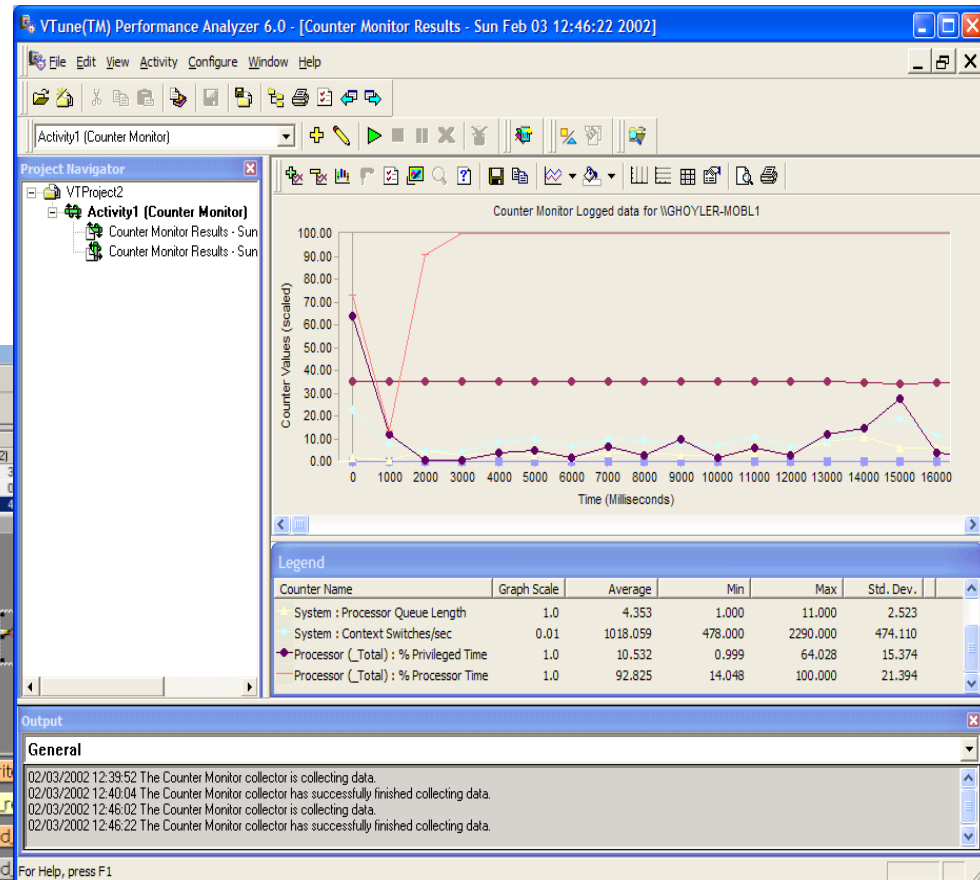 VTune(TM) Performance Analyzer 6.0 - [Counter Monitor Results - Sun Feb 03 12:46:22 2002]
File Edit View Activity Configure Window Help
Activity1 (Counter Monitor)
Project Navigator
VTProject2
Activity1 (Counter Monitor)
Counter Monitor Results - Sun
Counter Monitor Results - Sun
Counter Monitor Logged data for \\GHOYLER-MOBL1
Counter Values (scaled)
100.00
90.00
80.00
70.00
60.00
50.00
40.00
30.00
20.00
10.00
0.00
0 1000 2000 3000 4000 5000 6000 7000 8000 9000 10000 11000 12000 13000 14000 15000 16000
Time (Milliseconds)
Legend
Counter Name Graph Scale Average Min Max Std. Dev.
System : Processor Queue Length 1.0 4.353 1.000 11.000 2.523
System : Context Switches/sec 0.01 1018.059 478.000 2290.000 474.110
Processor (_Total) : % Privileged Time 1.0 10.532 0.999 64.028 15.374
Processor (_Total) : % Processor Time 1.0 92.825 14.048 100.000 21.394
Output
General
02/03/2002 12:39:52 The Counter Monitor collector is collecting data.
02/03/2002 12:40:04 The Counter Monitor collector has successfully finished collecting data.
02/03/2002 12:46:02 The Counter Monitor collector is collecting data.
02/03/2002 12:46:22 The Counter Monitor collector has successfully finished collecting data.
For Help, press F1